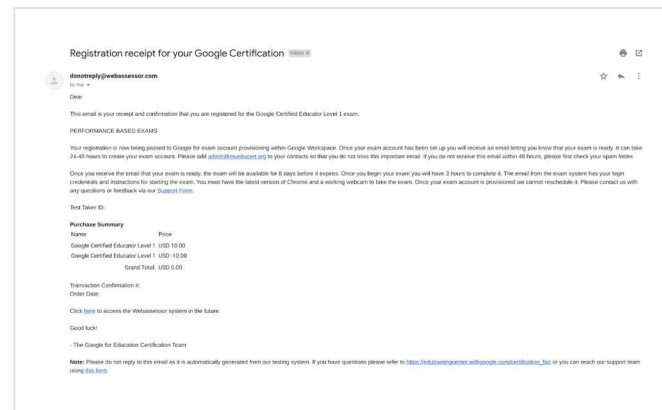 Registration receipt for your Google Certification Inbox x
donotreply@webassessor.com
to me
Dear
This email is your receipt and confirmation that you are registered for the Google Certified Educator Level 1 exam.
PERFORMANCE BASED EXAMS
Your registration is now being passed to Google for exam account provisioning within Google Workspace. Once your exam account has been set up you will receive an email letting you know that your exam is ready. It can take
24-48 hours to create your exam account. Please add admin@myeducert.org to your contacts so that you do not miss this important email. If you do not receive this email within 48 hours, please first check your spam folder.
Once you receive the email that your exam is ready, the exam will be available for 8 days before it expires. Once you begin your exam you will have 3 hours to complete it. The email from the exam system has your login
credentials and instructions for starting the exam. You must have the latest version of Chrome and a working webcam to take the exam. Once your exam account is provisioned we cannot reschedule it. Please contact us with
any questions or feedback via our Support Form.
Test Taker ID:
Purchase Summary
Name Price
Google Certified Educator Level 1 USD 10.00
Google Certified Educator Level 1 USD -10.00
Grand Total: USD 0.00
Transaction Confirmation #:
Order Date:
Click here to access the Webassessor system in the future.
Good luck!
- The Google for Education Certification Team
Note: Please do not reply to this email as it is automatically generated from our testing system. If you have questions please refer to https://edutrainingcenter.withgoogle.com/certification_faq or you can reach our support team
using this form.